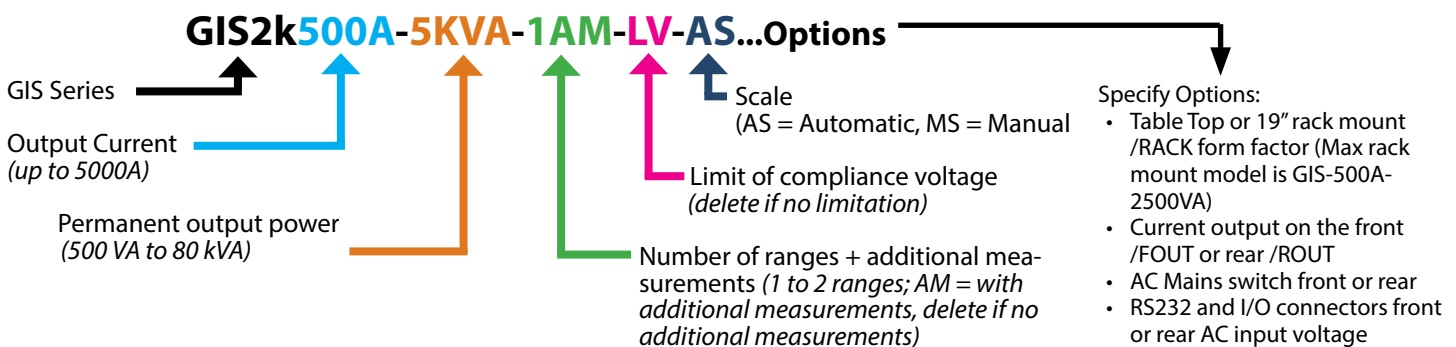 GIS2k500A-5KVA-1AM-LV-AS...Options
GIS Series
Output Current
(up to 5000A)
Permanent output power
(500 VA to 80 kVA)
Scale
(AS = Automatic, MS = Manual
Limit of compliance voltage
(delete if no limitation)
Number of ranges + additional mea-
surements (1 to 2 ranges; AM = with
additional measurements, delete if no
additional measurements)
Specify Options:
• Table Top or 19” rack mount
/RACK form factor (Max rack
mount model is GIS-500A-
2500VA)
• Current output on the front
/FOUT or rear /ROUT
• AC Mains switch front or rear
• RS232 and I/O connectors front
or rear AC input voltage